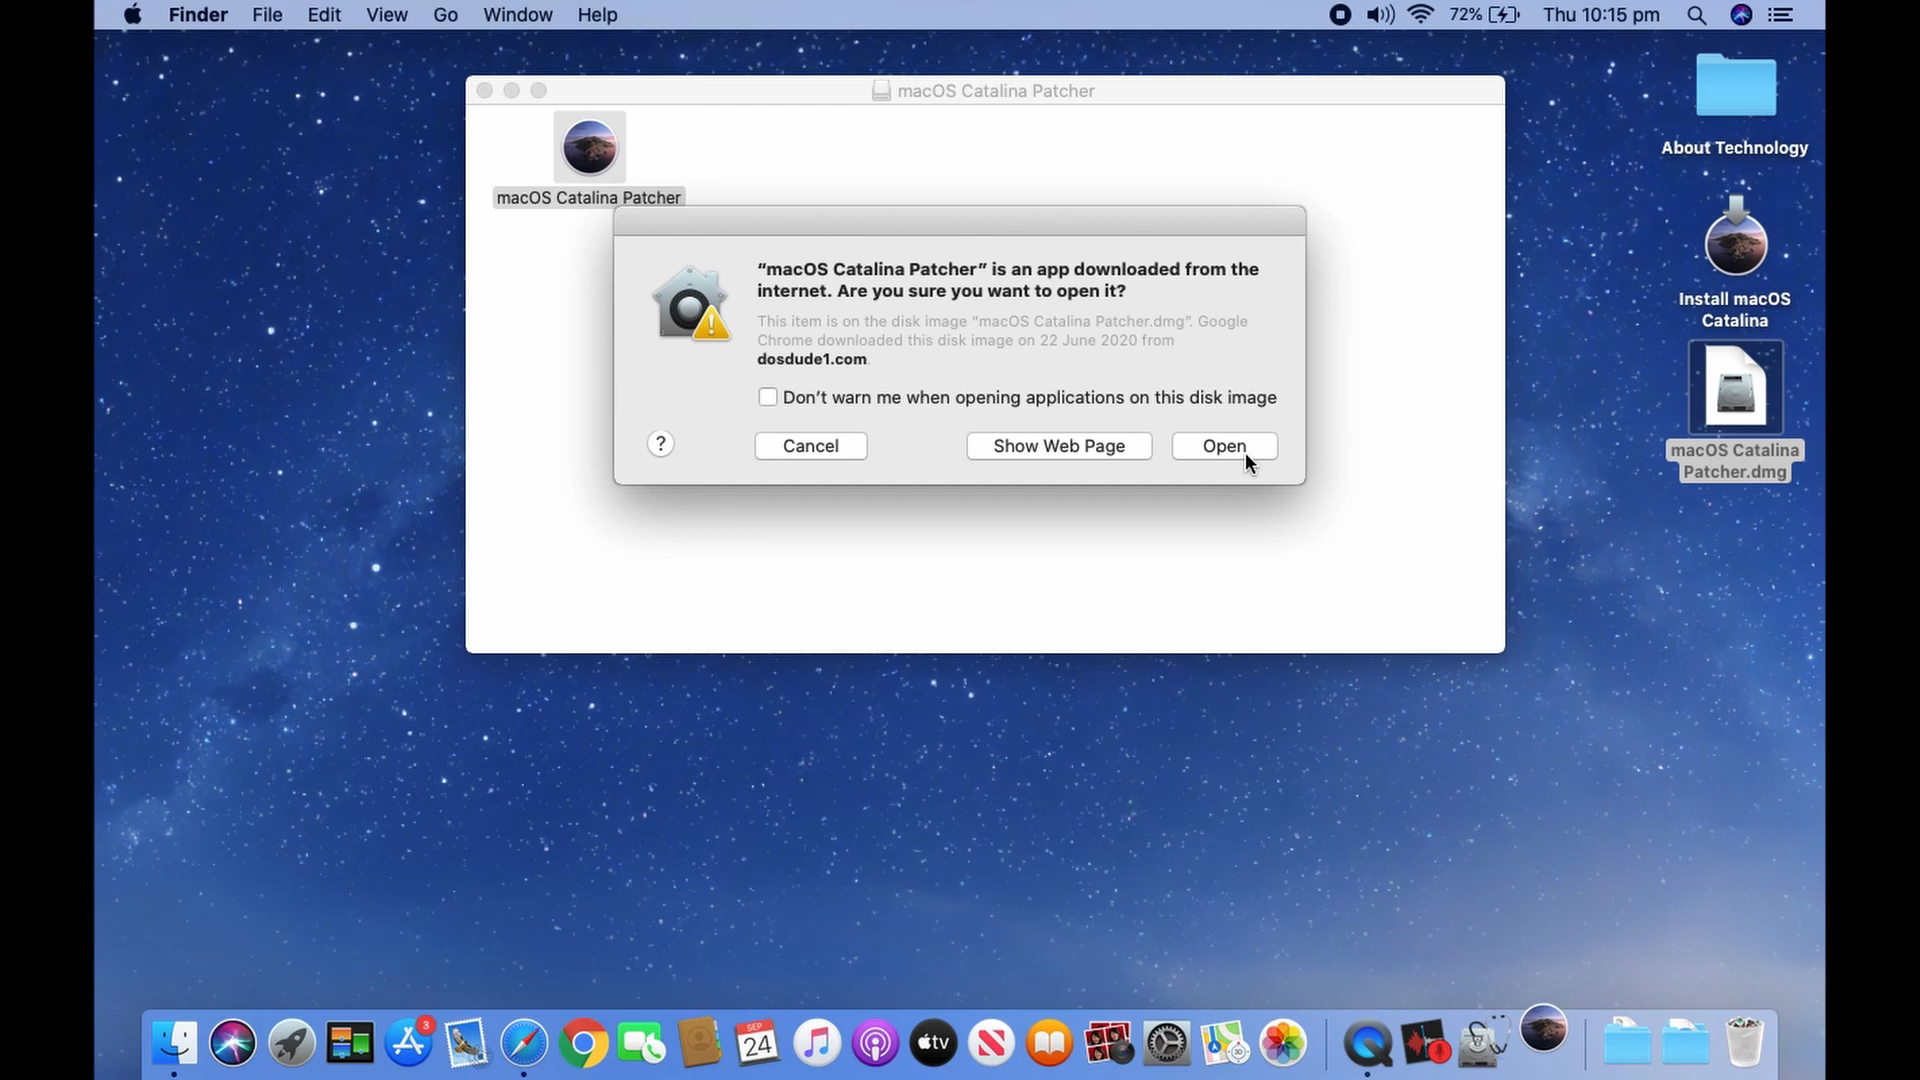 Finder File Edit View Go Window Help 72% Thu 10:15 pm
macOS Catalina Patcher
macOS Catalina Patcher
“macOS Catalina Patcher” is an app downloaded from the
internet. Are you sure you want to open it?
This item is on the disk image “macOS Catalina Patcher.dmg”. Google
Chrome downloaded this disk image on 22 June 2020 from
dosdude1.com.
Don’t warn me when opening applications on this disk image
? Cancel Show Web Page Open
About Technology
Install macOS
Catalina
macOS Catalina
Patcher.dmg
3
SEP
24
tv
3D